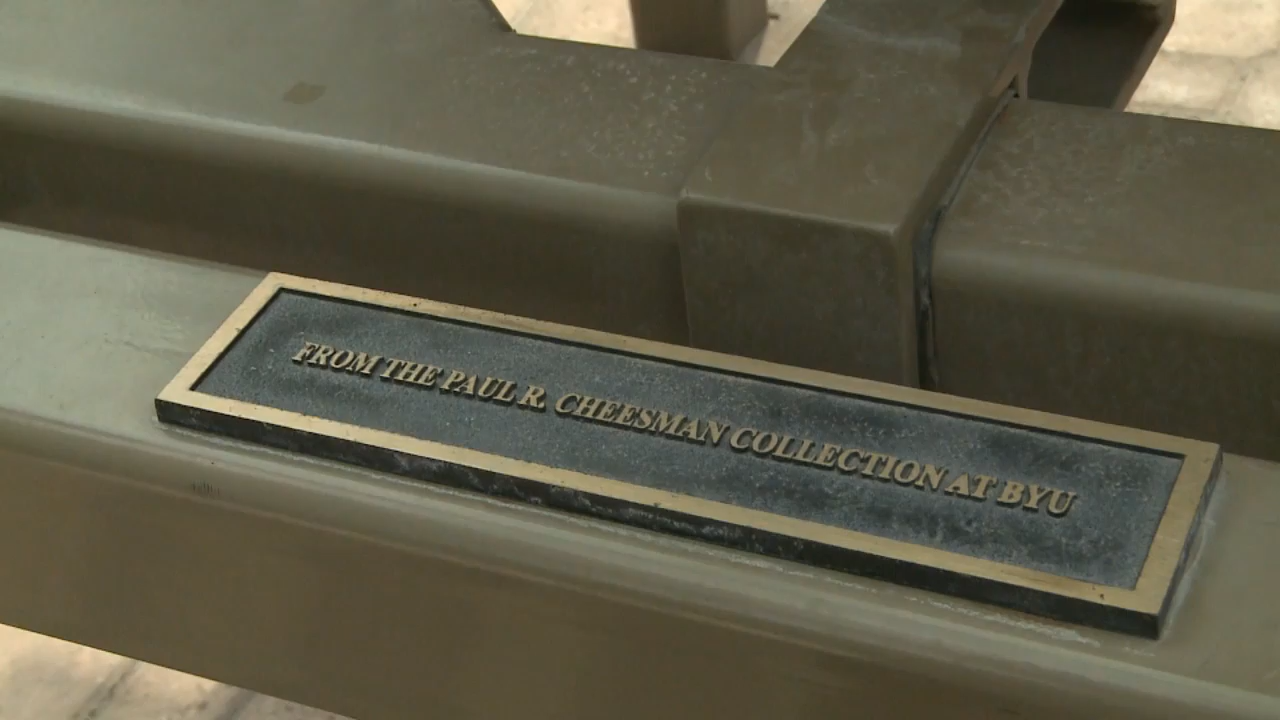 FROM THE PAUL R. CHEESMAN COLLECTION AT BYU